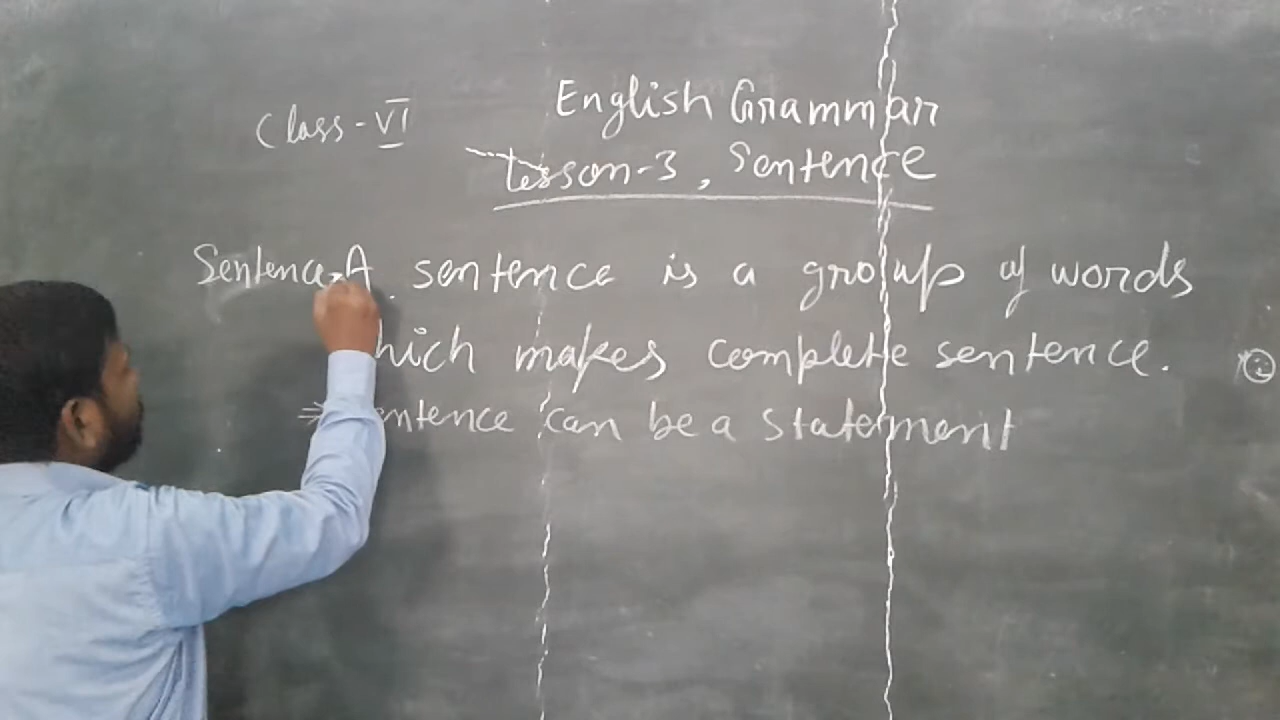 Class - VI
English Grammar
Lesson-3, Sentence
Sentence-A sentence is a group of words
which makes complete sentence.
⇒ Sentence can be a statement